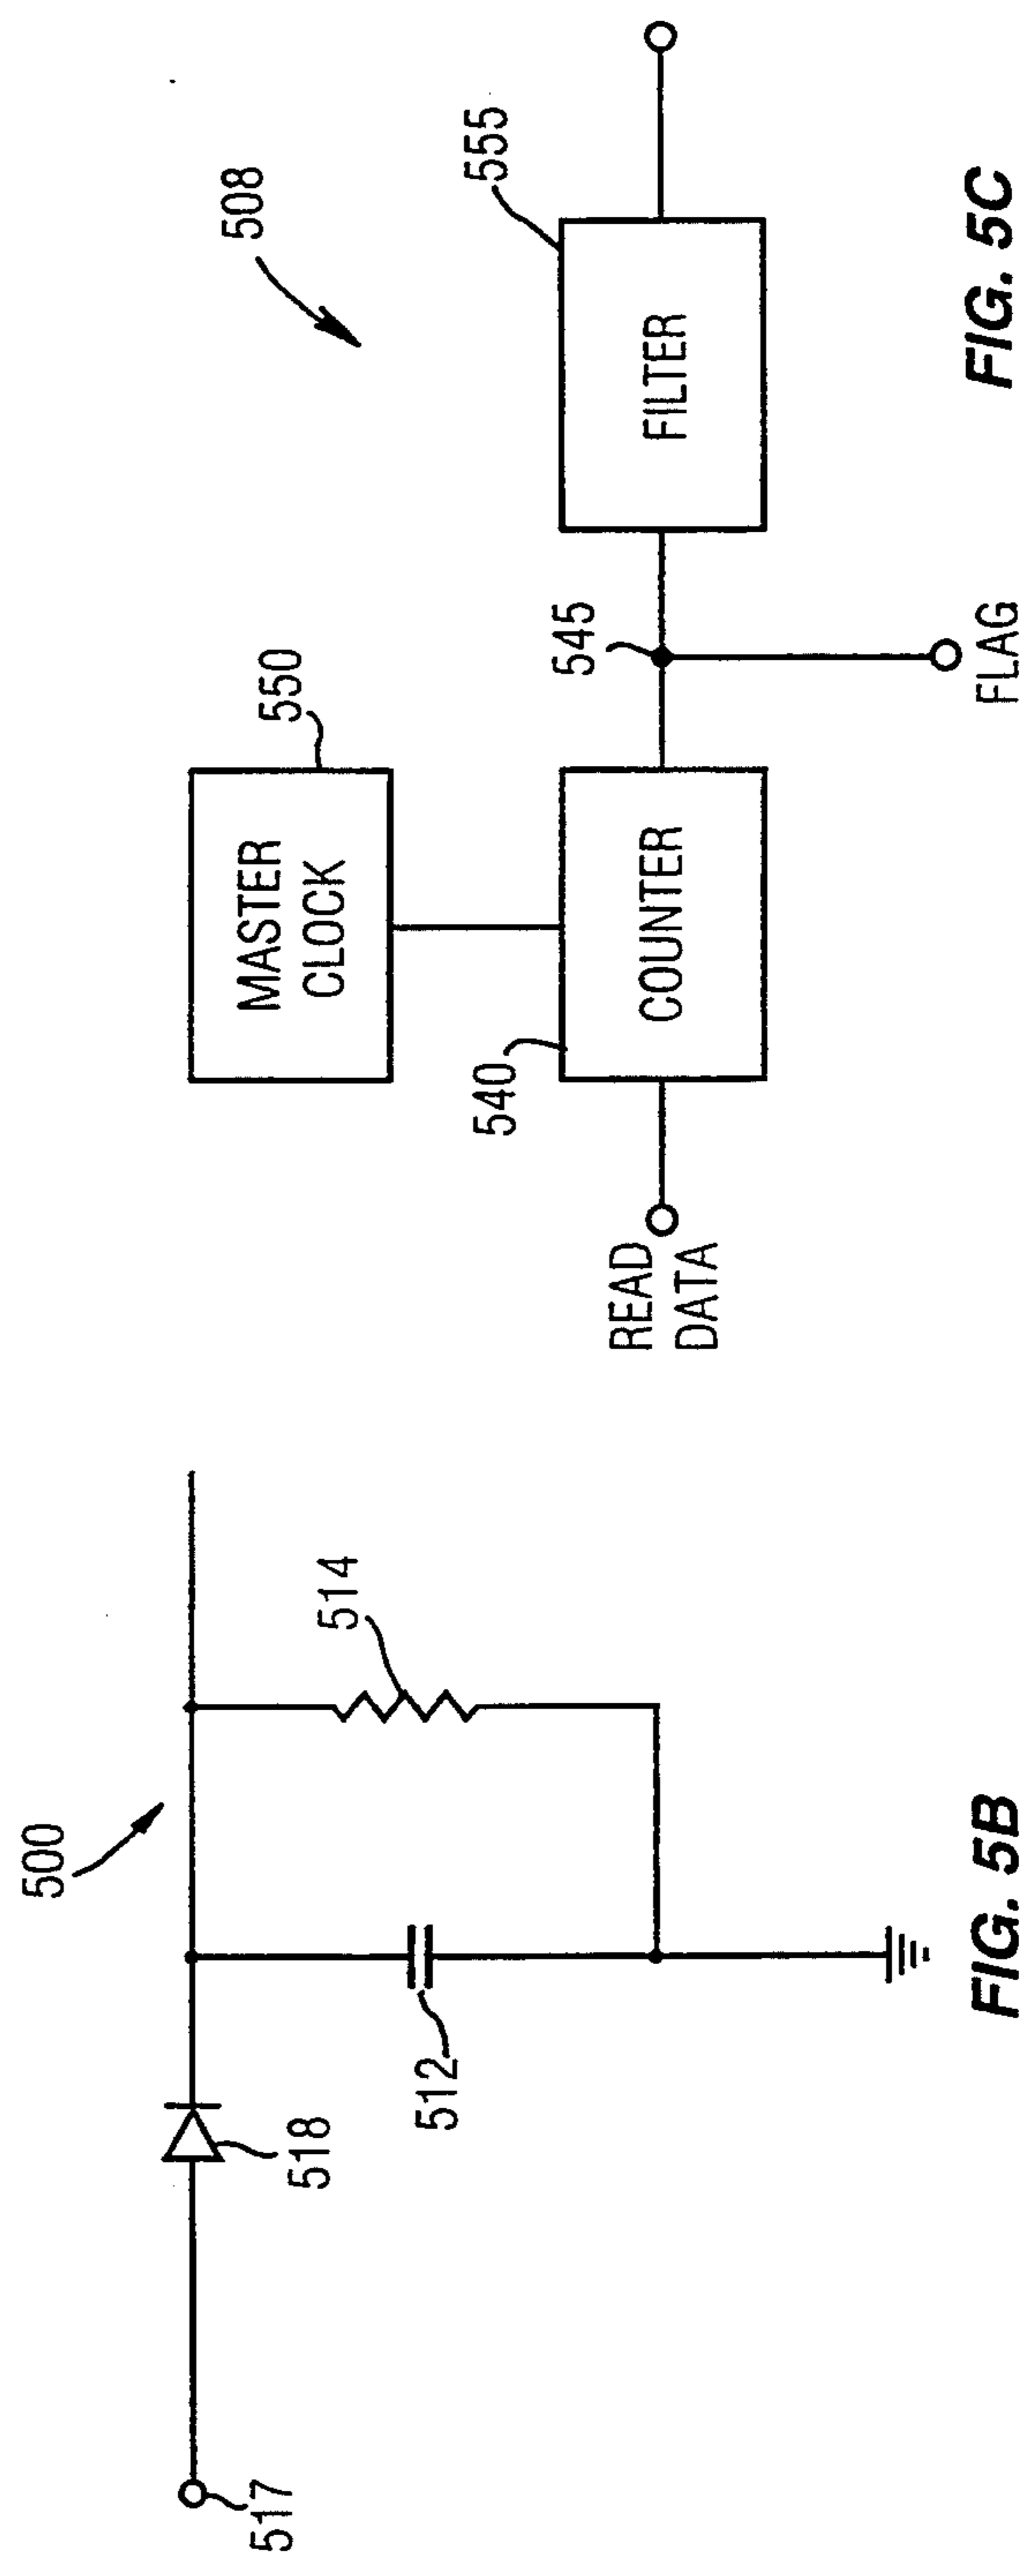 500
514
517
518
512
FIG. 5B
508
MASTER
CLOCK
550
555
540
545
READ
DATA
COUNTER
FILTER
FLAG
FIG. 5C